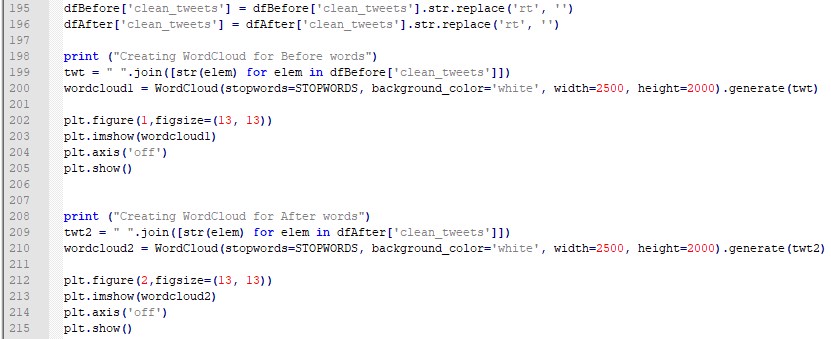 195 dfBefore['clean_tweets'] = dfBefore['clean_tweets'].str.replace('rt', '')
196 dfAfter['clean_tweets'] = dfAfter['clean_tweets'].str.replace('rt', '')
197
198 print ("Creating WordCloud for Before words")
199 twt = " ".join([str(elem) for elem in dfBefore['clean_tweets']])
200 wordcloud1 = WordCloud(stopwords=STOPWORDS, background_color='white', width=2500, height=2000).generate(twt)
201
202 plt.figure(1,figsize=(13, 13))
203 plt.imshow(wordcloud1)
204 plt.axis('off')
205 plt.show()
206
207
208 print ("Creating WordCloud for After words")
209 twt2 = " ".join([str(elem) for elem in dfAfter['clean_tweets']])
210 wordcloud2 = WordCloud(stopwords=STOPWORDS, background_color='white', width=2500, height=2000).generate(twt2)
211
212 plt.figure(2,figsize=(13, 13))
213 plt.imshow(wordcloud2)
214 plt.axis('off')
215 plt.show()